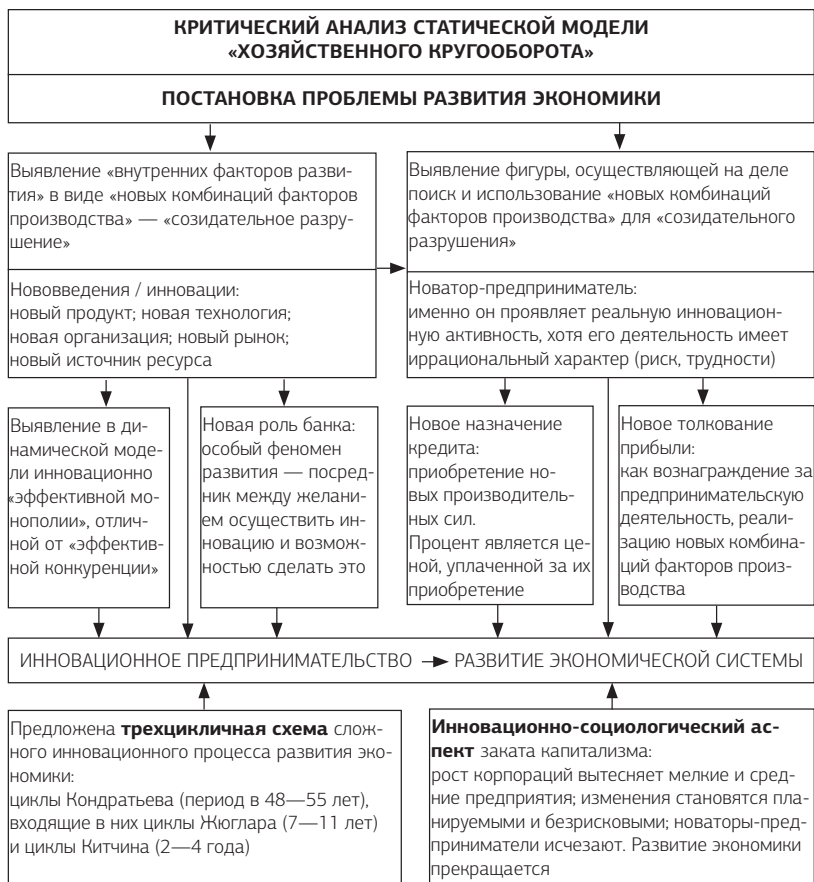 КРИТИЧЕСКИЙ АНАЛИЗ СТАТИЧЕСКОЙ МОДЕЛИ
«ХОЗЯЙСТВЕННОГО КРУГООБОРОТА»
ПОСТАНОВКА ПРОБЛЕМЫ РАЗВИТИЯ ЭКОНОМИКИ
Выявление «внутренних факторов разви-
тия» в виде «новых комбинаций факторов
производства» — «созидательное разру-
шение»
Нововведения / инновации:
новый продукт; новая технология;
новая организация; новый рынок;
новый источник ресурса
Выявление фигуры, осуществляющей на деле
поиск и использование «новых комбинаций
факторов производства» для «созидательного
разрушения»
Новатор-предприниматель:
именно он проявляет реальную инновацион-
ную активность, хотя его деятельность имеет
иррациональный характер (риск, трудности)
Выявление в ди-
намической моде-
ли инновационно
«эффективной мо-
нополии», отлич-
ной от «эффектив-
ной конкуренции»
Новая роль банка:
особый феномен
развития — посред-
ник между желани-
ем осуществить ин-
новацию и возмож-
ностью сделать это
Новое назначение
кредита:
приобретение но-
вых производитель-
ных сил.
Процент является це-
ной, уплаченной за их
приобретение
Новое толкование
прибыли:
как вознаграждение за
предпринимательскую
деятельность, реали-
зацию новых комбина-
ций факторов произ-
водства
ИННОВАЦИОННОЕ ПРЕДПРИНИМАТЕЛЬСТВО → РАЗВИТИЕ ЭКОНОМИЧЕСКОЙ СИСТЕМЫ
Предложена трехцикличная схема слож-
ного инновационного процесса развития эко-
номики:
циклы Кондратьева (период в 48—55 лет),
входящие в них циклы Жюглара (7—11 лет)
и циклы Китчина (2—4 года)
Инновационно-социологический ас-
пект заката капитализма:
рост корпораций вытесняет мелкие и сред-
ние предприятия; изменения становятся пла-
нируемыми и безрисковыми; новаторы-пред-
приниматели исчезают. Развитие экономики
прекращается